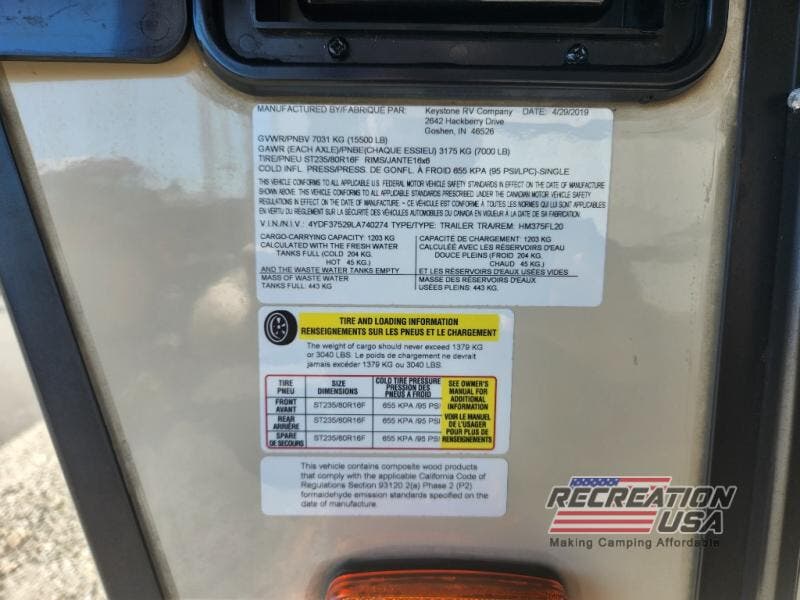 MANUFACTURED BY/FABRIQUE PAR: Keystone RV Company DATE: 4/29/2019
2642 Hackberry Drive
Goshen, IN 46526
GVWR/PNBV 7031 KG (15500 LB)
GAWR (EACH AXLE)/PNBE(CHAQUE ESSIEU) 3175 KG (7000 LB)
TIRE/PNEU ST235/80R16F RIMS/JANTE16x6
COLD INFL. PRESS/PRESS. DE GONFL. À FROID 655 KPA (95 PSI/LPC)-SINGLE
THIS VEHICLE CONFORMS TO ALL APPLICABLE U.S. FEDERAL MOTOR VEHICLE SAFETY STANDARDS IN EFFECT ON THE DATE OF MANUFACTURE
SHOWN ABOVE. THIS VEHICLE CONFORMS TO ALL APPLICABLE STANDARDS PRESCRIBED UNDER THE CANADIAN MOTOR VEHICLE SAFETY
REGULATIONS IN EFFECT ON THE DATE OF MANUFACTURE - CE VÉHICULE EST CONFORME À TOUTES LES NORMES QUI LUI SONT APPLICABLES
EN VERTU DU RÈGLEMENT SUR LA SÉCURITÉ DES VÉHICULES AUTOMOBILES DU CANADA EN VIGUEUR À LA DATE DE SA FABRICATION
V.I.N./N.I.V.: 4YDF37529LA740274 TYPE/TYPE: TRAILER TRA/REM: HM375FL20
CARGO-CARRYING CAPACITY: 1203 KG
CALCULATED WITH THE FRESH WATER
TANKS FULL (COLD 204 KG.
HOT 45 KG.)
AND THE WASTE WATER TANKS EMPTY
MASS OF WASTE WATER
TANKS FULL: 443 KG
CAPACITÉ DE CHARGEMENT: 1203 KG
CALCULÉE AVEC LES RÉSERVOIRS D'EAU
DOUCE PLEINS (FROID 204 KG.
CHAUD 45 KG.)
ET LES RÉSERVOIRS D'EAUX USÉES VIDES
MASSE DES RÉSERVOIRS D'EAUX
USÉES PLEINS: 443 KG.
TIRE AND LOADING INFORMATION
RENSEIGNEMENTS SUR LES PNEUS ET LE CHARGEMENT
The weight of cargo should never exceed 1379 KG
or 3040 LBS. Le poids de chargement ne devrait
jamais excéder 1379 KG ou 3040 LBS.
TIRE
PNEU
SIZE
DIMENSIONS
COLD TIRE PRESSURE
PRESSION DES
PNEUS À FROID
FRONT
AVANT
ST235/80R16F 655 KPA /95 PSI
REAR
ARRIÈRE
ST235/80R16F 655 KPA /95 PSI
SPARE
DE SECOURS
ST235/80R16F 655 KPA /95 PSI
SEE OWNER'S
MANUAL FOR
ADDITIONAL
INFORMATION
VOIR LE MANUEL
DE L'USAGER
POUR PLUS DE
RENSEIGNEMENTS
This vehicle contains composite wood products
that comply with the applicable California Code of
Regulations Section 93120.2(a) Phase 2 (P2)
formaldehyde emission standards specified on the
date of manufacture.
RECREATION
USA
Making Camping Affordable